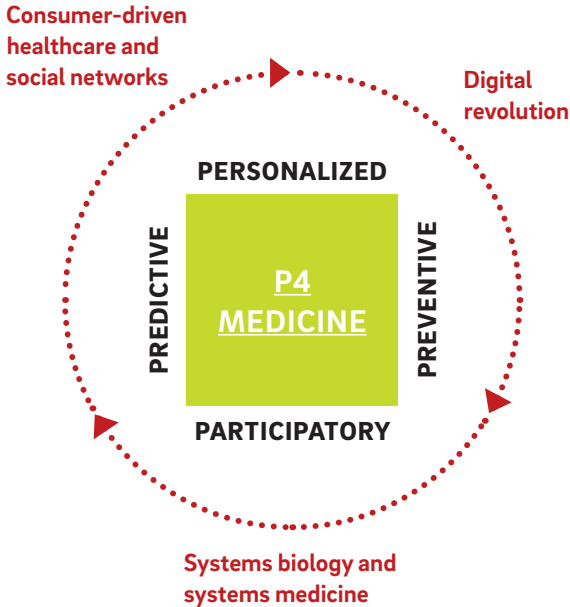 Consumer-driven
healthcare and
social networks
Digital
revolution
PERSONALIZED
PREDICTIVE
P4
MEDICINE
PREVENTIVE
PARTICIPATORY
Systems biology and
systems medicine